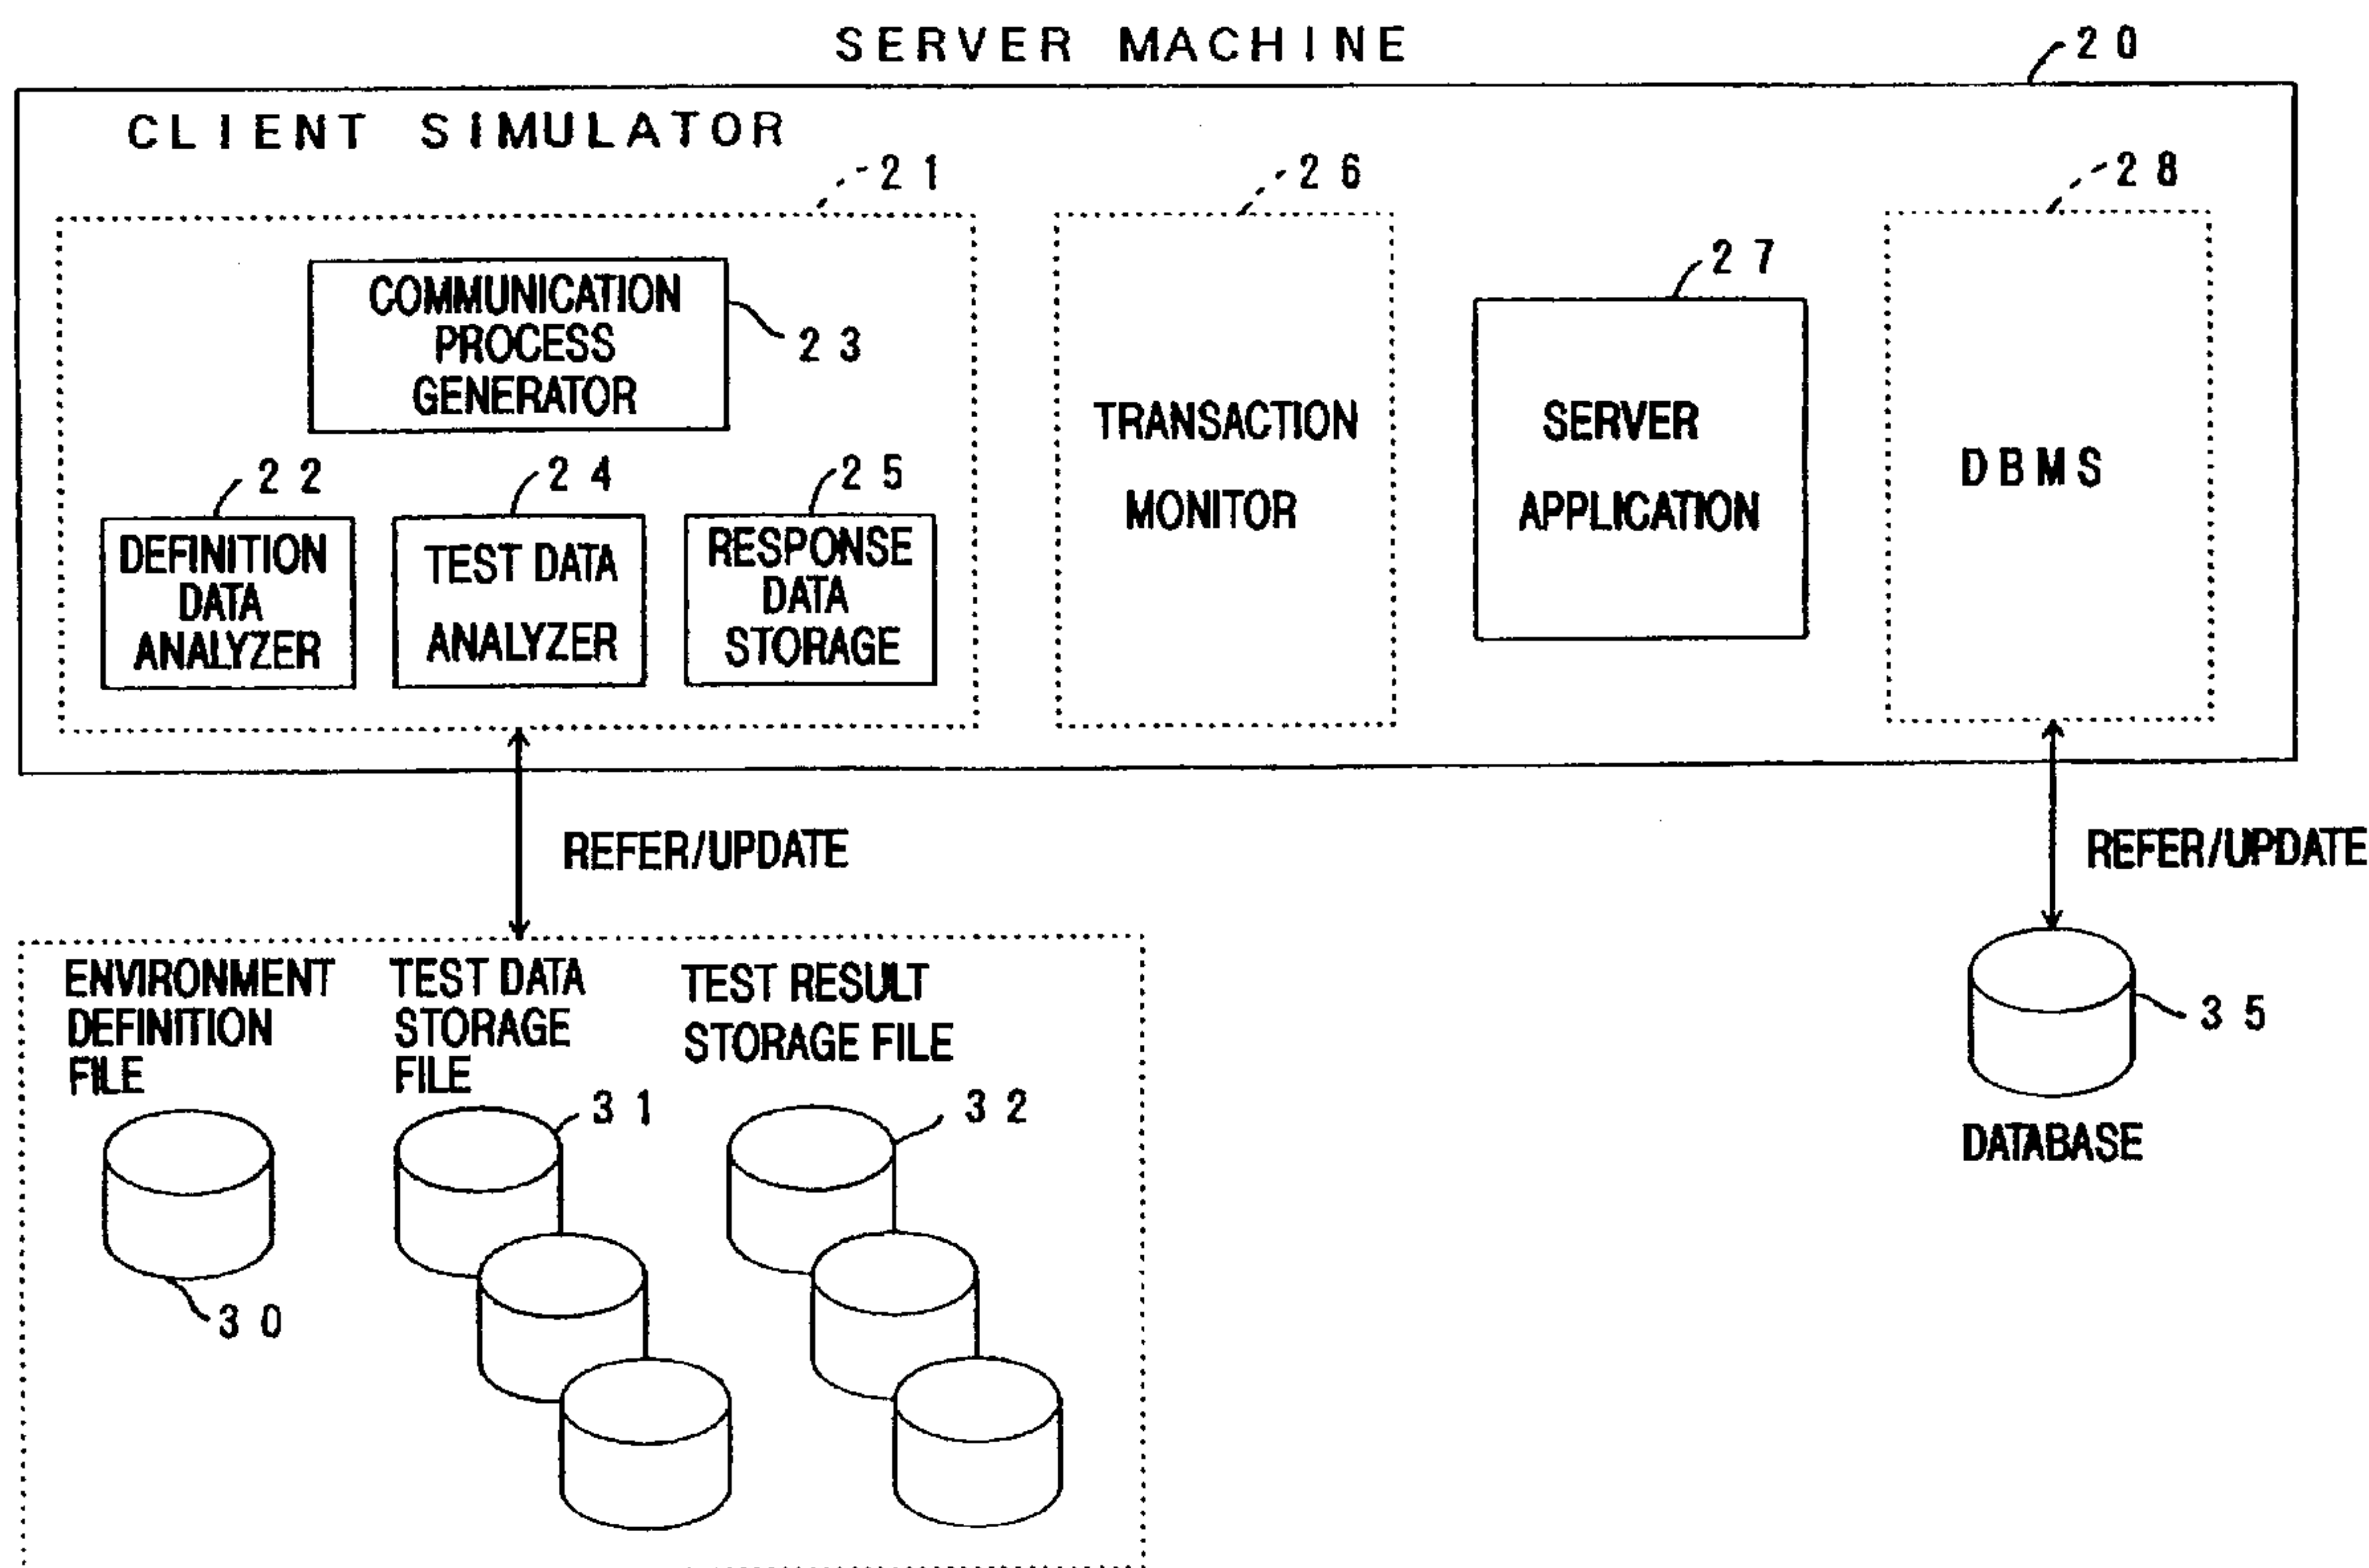 SERVER MACHINE
20
CLIENT SIMULATOR
21
26
28
COMMUNICATION
PROCESS
GENERATOR
23
27
22
24
25
DEFINITION
DATA
ANALYZER
TEST DATA
ANALYZER
RESPONSE
DATA
STORAGE
TRANSACTION
MONITOR
SERVER
APPLICATION
DBMS
REFER/UPDATE
REFER/UPDATE
ENVIRONMENT
DEFINITION
FILE
TEST DATA
STORAGE
FILE
TEST RESULT
STORAGE FILE
30
31
32
35
DATABASE